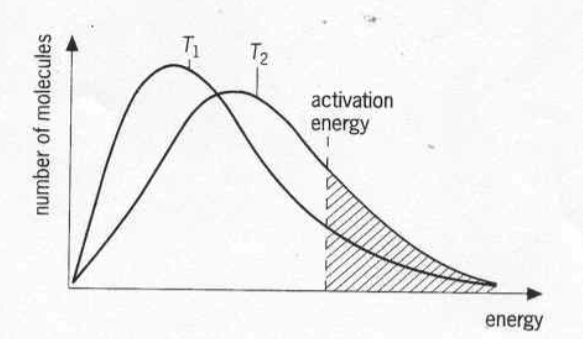 number of molecules
T1
T2
activation
energy
energy